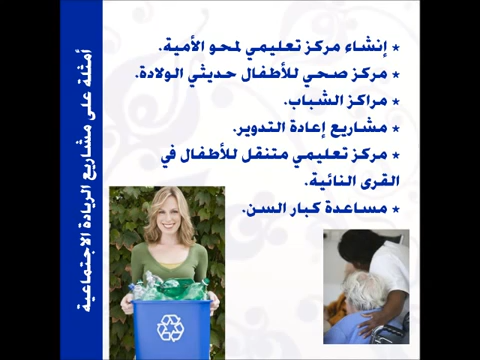 أمثلة على مشاريع الريادة الاجتماعية
* إنشاء مركز تعليمي لمحو الأمية.
* مركز صحي للأطفال حديثي الولادة.
* مراكز الشباب.
* مشاريع إعادة التدوير.
* مركز تعليمي متنقل للأطفال في
القرى النائية.
* مساعدة كبار السن.